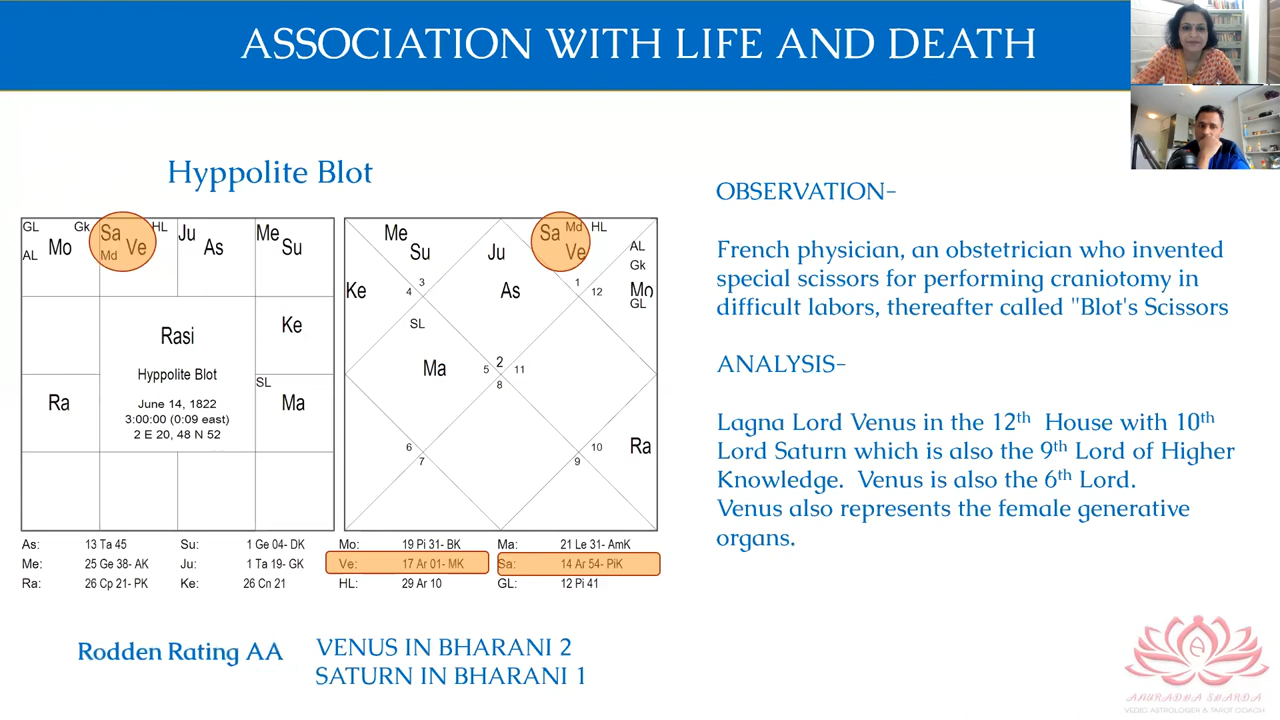 ASSOCIATION WITH LIFE AND DEATH
Hyppolite Blot
GL
Gk
Sa
HL
Ju
Me
AL
Mo
Md
Ve
As
Su
Rasi
Ke
Hyppolite Blot
SL
Ra
June 14, 1822
Ma
3:00:00 (0:09 east)
2 E 20, 48 N 52
Me
Su
Ju
Sa
Md
HL
Ve
AL
Gk
Ke
4
3
As
1
12
Mo
GL
SL
Ma
5
2
11
8
6
7
10
9
Ra
As: 13 Ta 45 Su: 1 Ge 04- DK Mo: 19 Pi 31- BK Ma: 21 Le 31- AmK
Me: 25 Ge 38- AK Ju: 1 Ta 19- GK Ve: 17 Ar 01- MK Sa: 14 Ar 54- PiK
Ra: 26 Cp 21- PK Ke: 26 Cn 21 HL: 29 Ar 10 GL: 12 Pi 41
Rodden Rating AA
VENUS IN BHARANI 2
SATURN IN BHARANI 1
OBSERVATION-
French physician, an obstetrician who invented
special scissors for performing craniotomy in
difficult labors, thereafter called "Blot's Scissors
ANALYSIS-
Lagna Lord Venus in the 12th House with 10th
Lord Saturn which is also the 9th Lord of Higher
Knowledge. Venus is also the 6th Lord.
Venus also represents the female generative
organs.
ANURADHA SHARDA
VEDIC ASTROLOGER & TAROT COACH